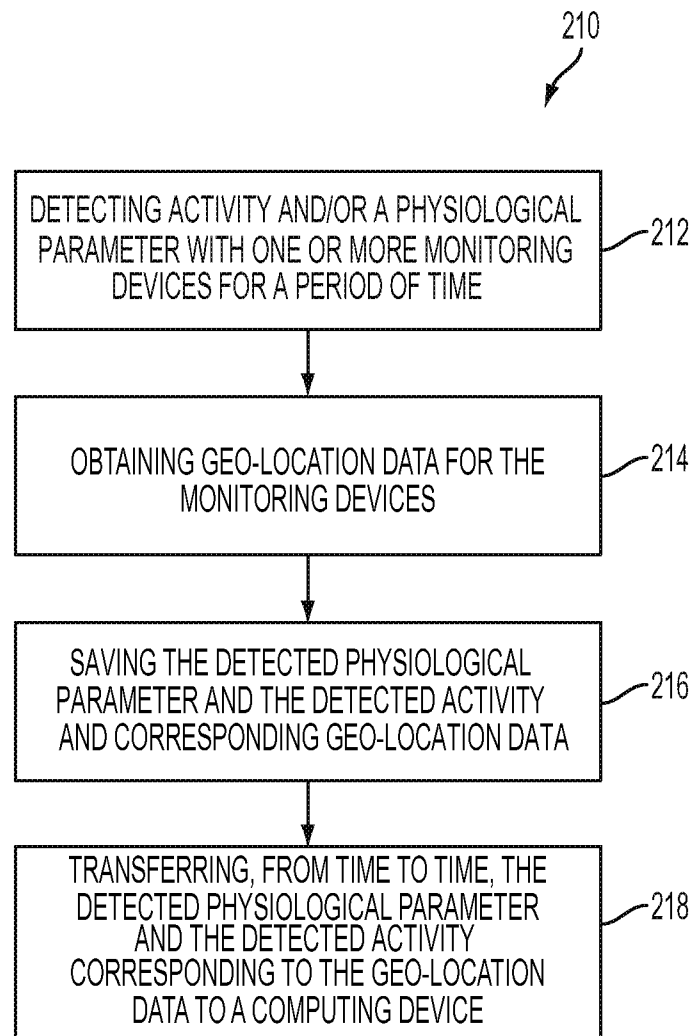 210
DETECTING ACTIVITY AND/OR A PHYSIOLOGICAL
PARAMETER WITH ONE OR MORE MONITORING
DEVICES FOR A PERIOD OF TIME
212
OBTAINING GEO-LOCATION DATA FOR THE
MONITORING DEVICES
214
SAVING THE DETECTED PHYSIOLOGICAL
PARAMETER AND THE DETECTED ACTIVITY
AND CORRESPONDING GEO-LOCATION DATA
216
TRANSFERRING, FROM TIME TO TIME, THE
DETECTED PHYSIOLOGICAL PARAMETER
AND THE DETECTED ACTIVITY
CORRESPONDING TO THE GEO-LOCATION
DATA TO A COMPUTING DEVICE
218